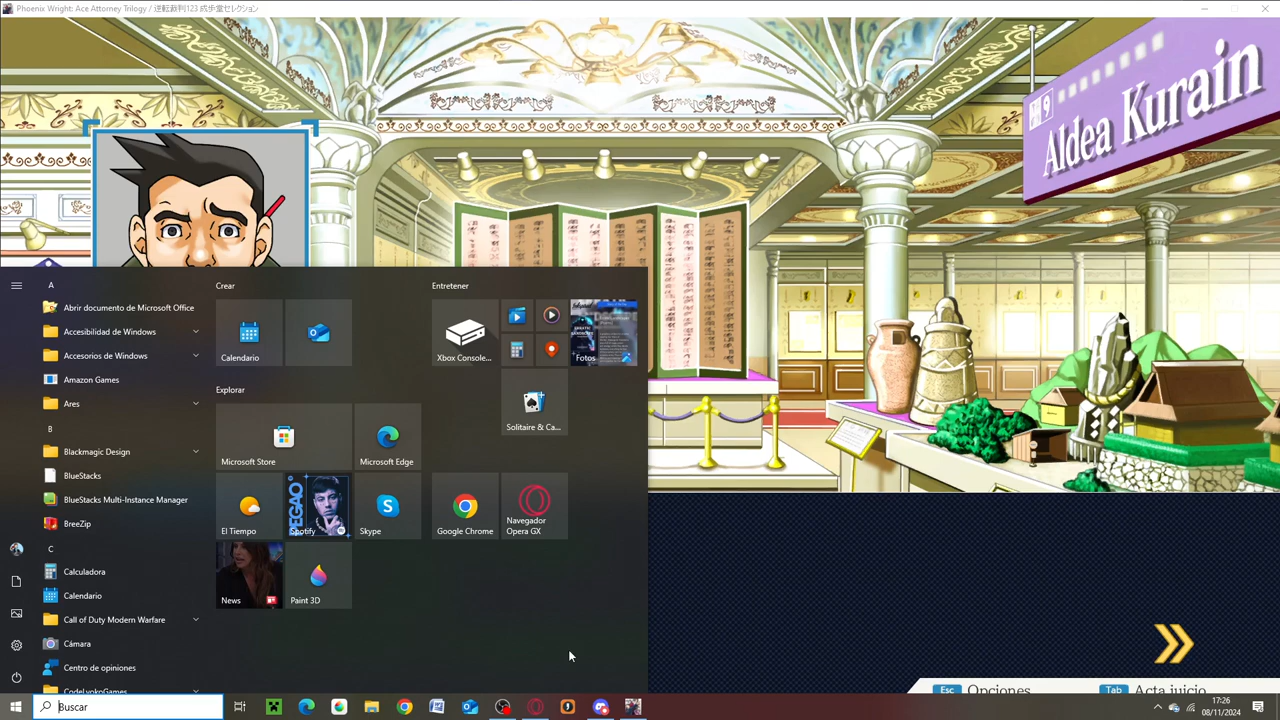 Phoenix Wright: Ace Attorney Trilogy / 逆転裁判123 成歩堂セレクション
9
Aldea Kurain
A
Abrir documento de Microsoft Office
Accesibilidad de Windows
Accesorios de Windows
Amazon Games
Ares
B
Blackmagic Design
BlueStacks
BlueStacks Multi-Instance Manager
BreeZip
C
Calculadora
Calendario
Call of Duty Modern Warfare
Cámara
Centro de opiniones
CodeLyokoGames
Crear
Calendario
Explorar
Microsoft Store
Microsoft Edge
El Tiempo
Spotify
Skype
News
Paint 3D
Entretener
Xbox Console...
Fotos
Solitaire & Ca...
Google Chrome
Navegador
Opera GX
Esc Opciones
Tab Acta juicio
Buscar
17:26
08/11/2024